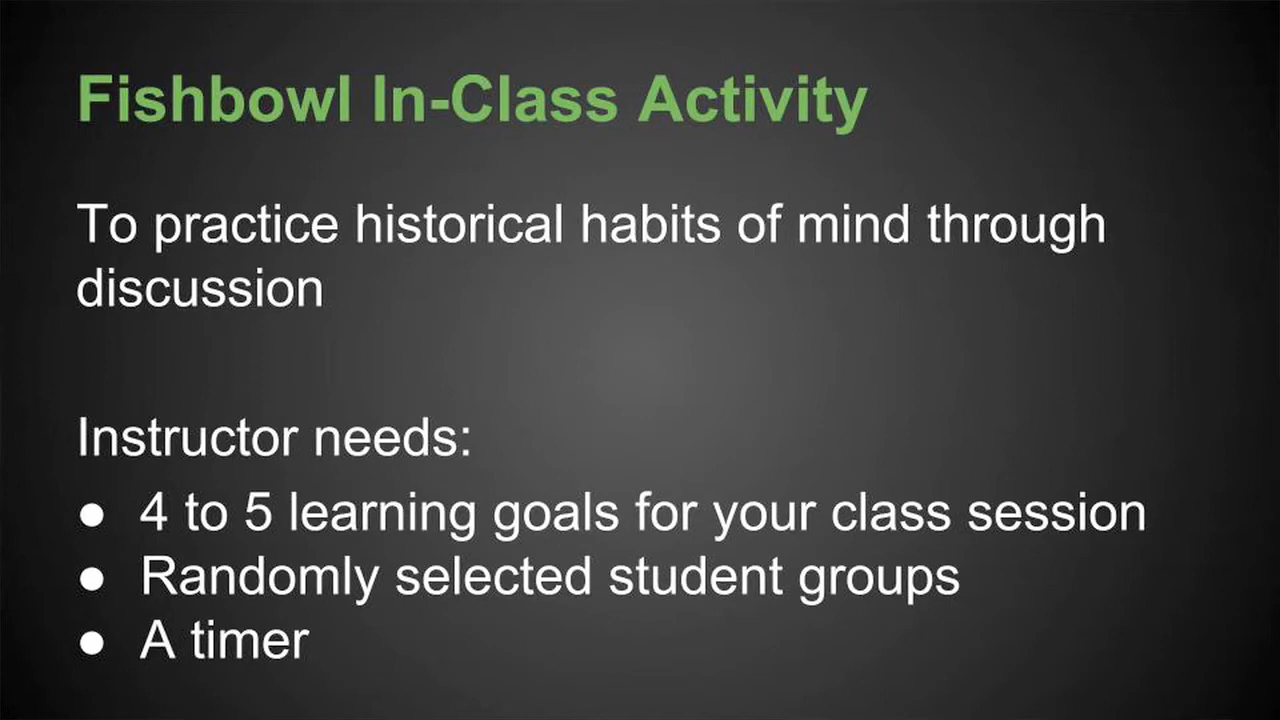 Fishbowl In-Class Activity
To practice historical habits of mind through
discussion
Instructor needs:
● 4 to 5 learning goals for your class session
● Randomly selected student groups
● A timer